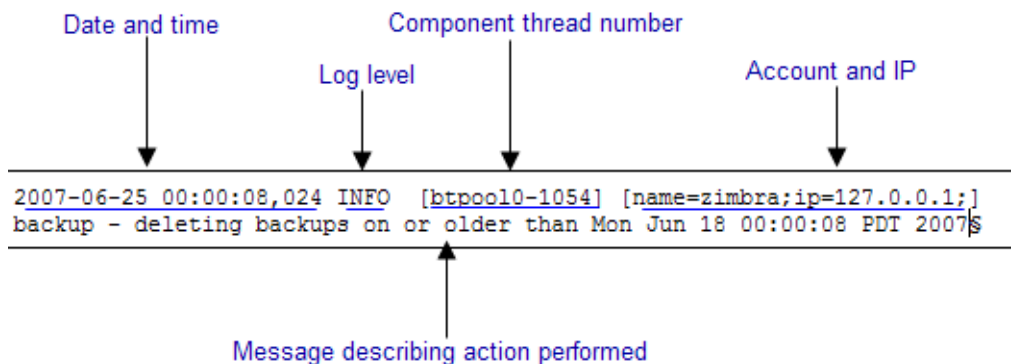 Date and time
Component thread number
Log level
Account and IP
2007-06-25 00:00:08,024 INFO  [btpool0-1054] [name=zimbra;ip=127.0.0.1;]
backup - deleting backups on or older than Mon Jun 18 00:00:08 PDT 2007§
Message describing action performed